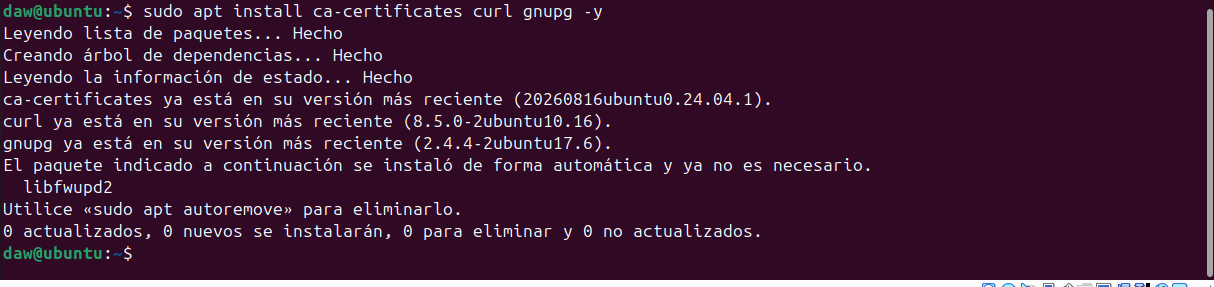 daw@ubuntu:~$ sudo apt install ca-certificates curl gnupg -y
Leyendo lista de paquetes... Hecho
Creando árbol de dependencias... Hecho
Leyendo la información de estado... Hecho
ca-certificates ya está en su versión más reciente (20260816ubuntu0.24.04.1).
curl ya está en su versión más reciente (8.5.0-2ubuntu10.16).
gnupg ya está en su versión más reciente (2.4.4-2ubuntu17.6).
El paquete indicado a continuación se instaló de forma automática y ya no es necesario.
  libfwupd2
Utilice «sudo apt autoremove» para eliminarlo.
0 actualizados, 0 nuevos se instalarán, 0 para eliminar y 0 no actualizados.
daw@ubuntu:~$